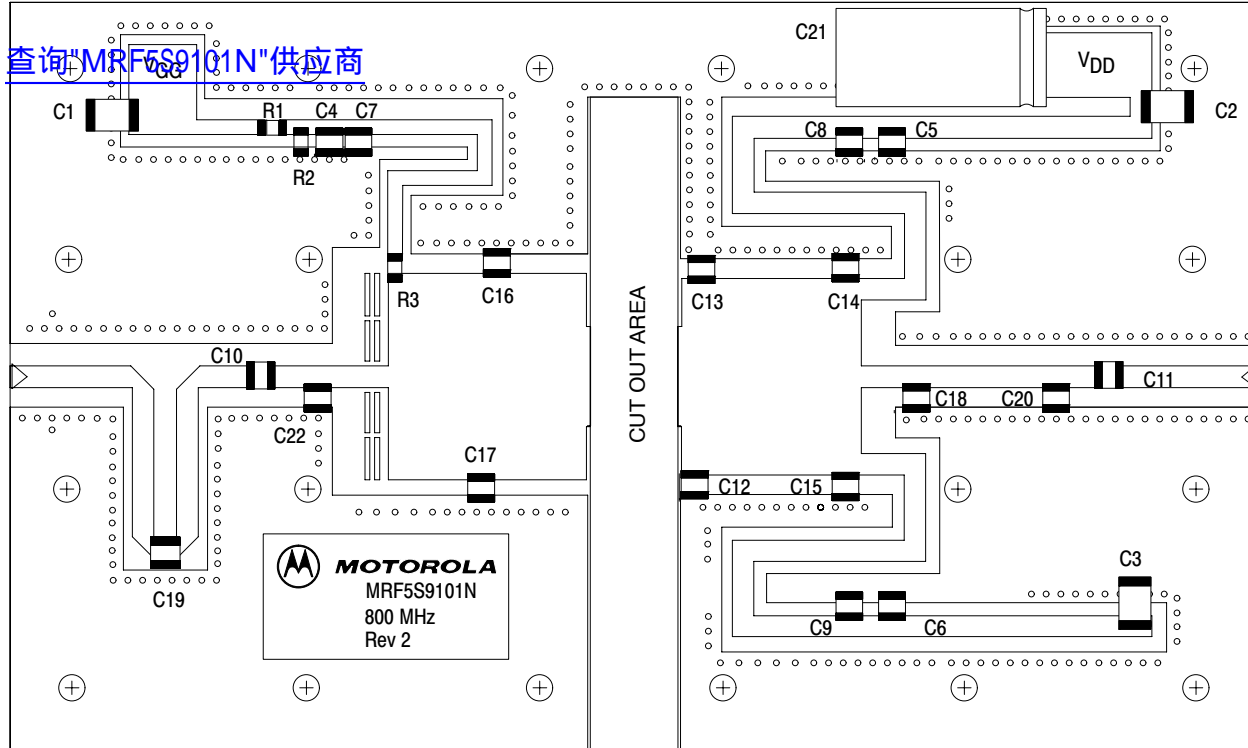 C21
查询"MRF5S9101N"供应商
VGG
VDD
C1
R1
C4
C7
C2
C8
C5
R2
R3
C16
C13
C14
CUT OUT AREA
C10
C11
C22
C18
C20
C17
C12
C15
C19
MOTOROLA
MRF5S9101N
800 MHz
Rev 2
C3
C9
C6